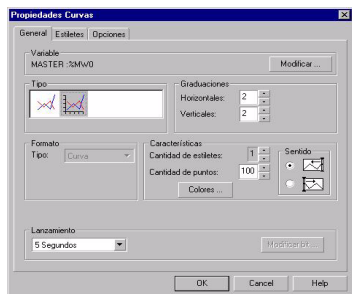 Propiedades Curvas
General Estiletes Opciones
Variable
MASTER :%MW0
Modificar ...
Tipo
Graduaciones
Horizontales: 2
Verticales: 2
Formato
Tipo: Curva
Características
Cantidad de estiletes: 1
Cantidad de puntos: 100
Colores ...
Sentido
Lanzamiento
5 Segundos
Modificar bit ...
OK Cancel Help